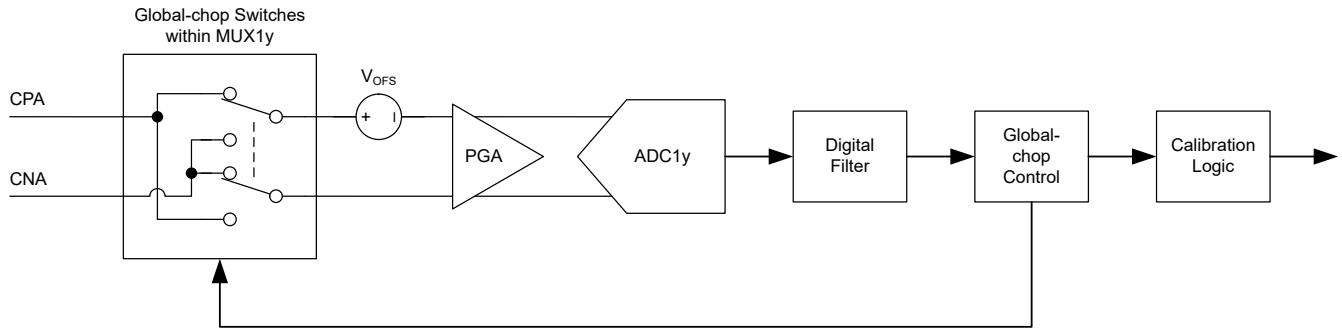 Global-chop Switches
within MUX1y
CPA
CNA
VOFS
+
–
PGA
ADC1y
Digital
Filter
Global-
chop
Control
Calibration
Logic